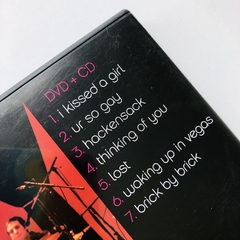 DVD + CD
1. i kissed a girl
2. ur so gay
3. hackensack
4. thinking of you
5. lost
6. waking up in vegas
7. brick by brick